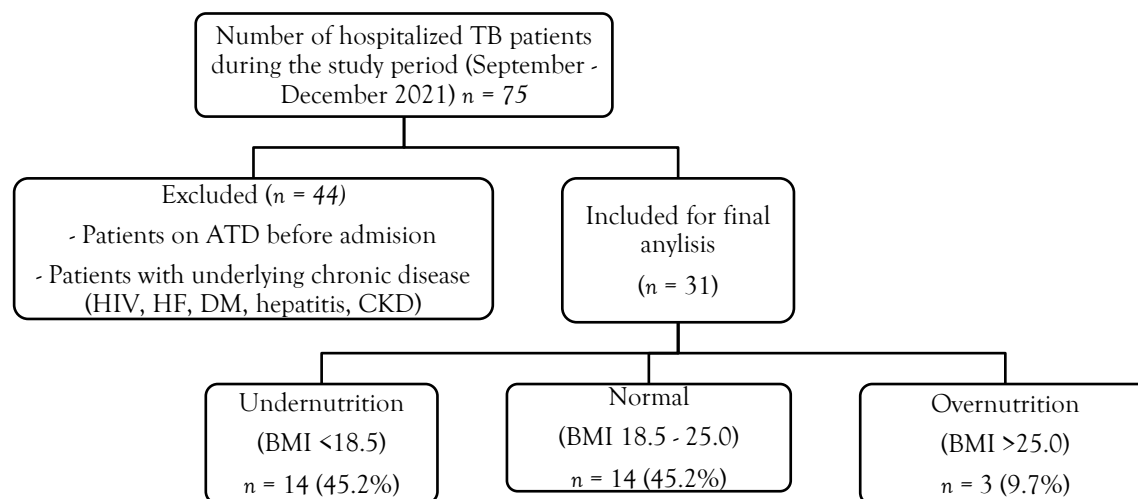 Number of hospitalized TB patients
during the study period (September -
December 2021) n = 75
Excluded (n = 44)
- Patients on ATD before admision
- Patients with underlying chronic disease
(HIV, HF, DM, hepatitis, CKD)
Included for final
anylisis
(n = 31)
Undernutrition
(BMI <18.5)
n = 14 (45.2%)
Normal
(BMI 18.5 - 25.0)
n = 14 (45.2%)
Overnutrition
(BMI >25.0)
n = 3 (9.7%)